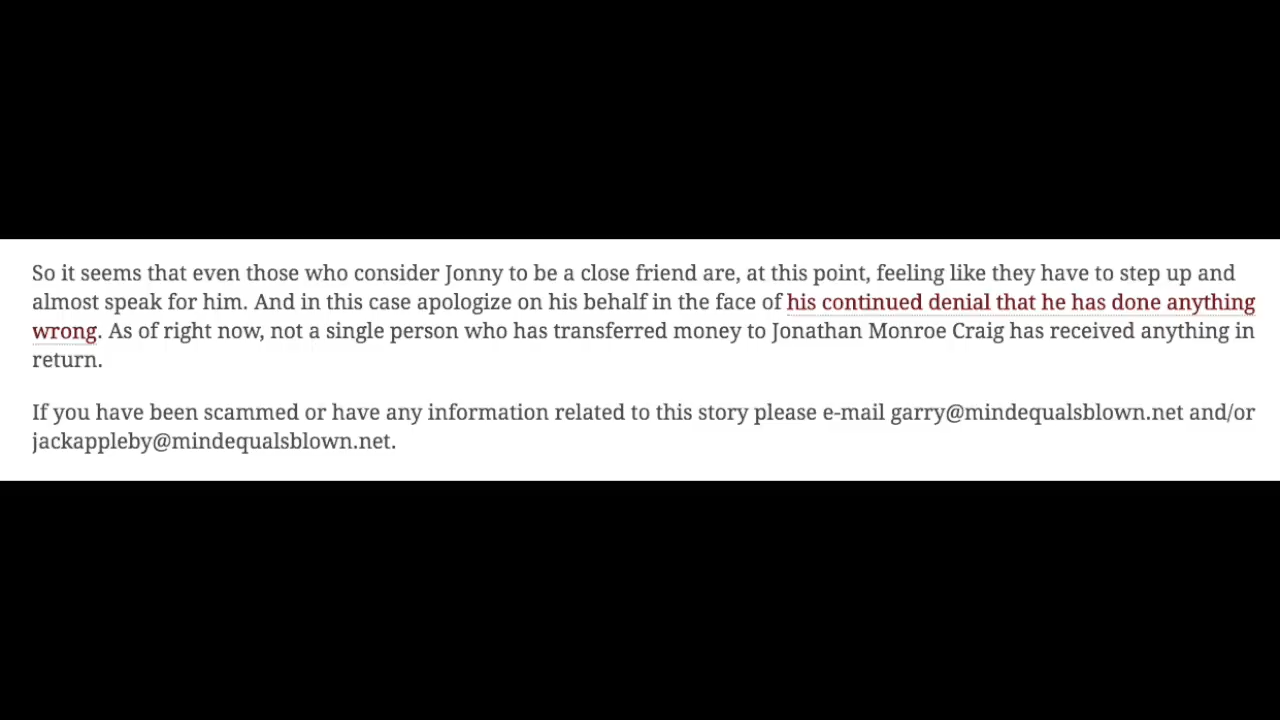 So it seems that even those who consider Jonny to be a close friend are, at this point, feeling like they have to step up and
almost speak for him. And in this case apologize on his behalf in the face of his continued denial that he has done anything
wrong. As of right now, not a single person who has transferred money to Jonathan Monroe Craig has received anything in
return.
If you have been scammed or have any information related to this story please e-mail garry@mindequalsblown.net and/or
jackappleby@mindequalsblown.net.